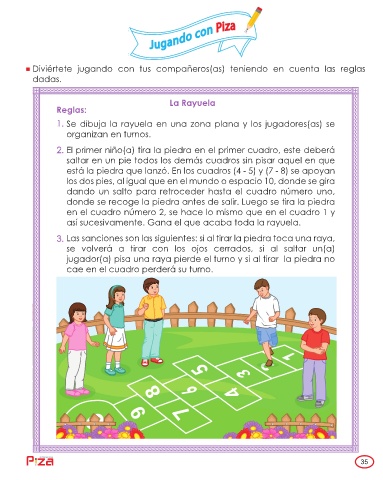 Jugando con Piza
Diviértete jugando con tus compañeros(as) teniendo en cuenta las reglas
dadas.
La Rayuela
Reglas:
1. Se dibuja la rayuela en una zona plana y los jugadores(as) se
organizan en turnos.
2. El primer niño(a) tira la piedra en el primer cuadro, este deberá
saltar en un pie todos los demás cuadros sin pisar aquel en que
está la piedra que lanzó. En los cuadros (4 - 5) y (7 - 8) se apoyan
los dos pies, al igual que en el mundo o espacio 10, donde se gira
dando un salto para retroceder hasta el cuadro número uno,
donde se recoge la piedra antes de salir. Luego se tira la piedra
en el cuadro número 2, se hace lo mismo que en el cuadro 1 y
así sucesivamente. Gana el que acaba toda la rayuela.
3. Las sanciones son las siguientes: si al tirar la piedra toca una raya,
se volverá a tirar con los ojos cerrados, si al saltar un(a)
jugador(a) pisa una raya pierde el turno y si al tirar la piedra no
cae en el cuadro perderá su turno.
1
3
5
4
6
8
7
9
Piza
35